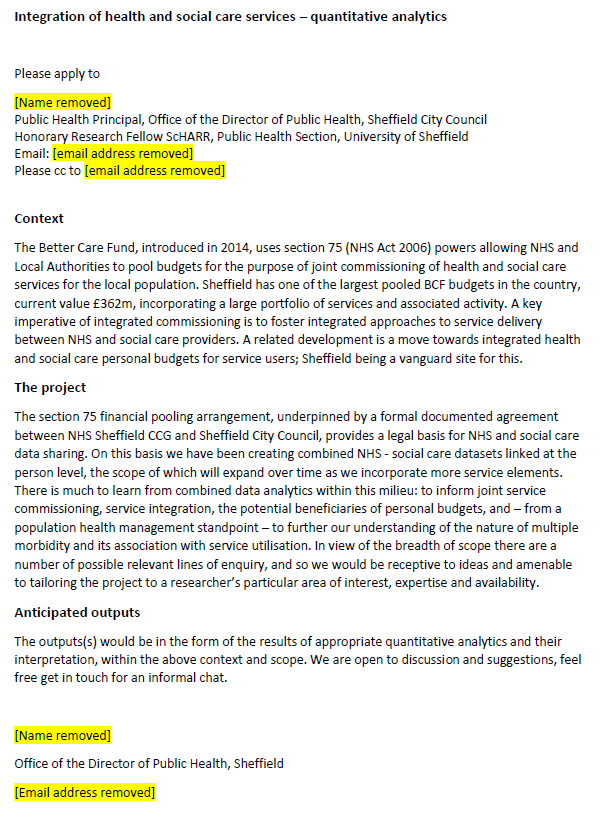 Integration of health and social care services – quantitative analytics
Please apply to
[Name removed]
Public Health Principal, Office of the Director of Public Health, Sheffield City Council
Honorary Research Fellow ScHARR, Public Health Section, University of Sheffield
Email: [email address removed]
Please cc to [email address removed]
Context
The Better Care Fund, introduced in 2014, uses section 75 (NHS Act 2006) powers allowing NHS and
Local Authorities to pool budgets for the purpose of joint commissioning of health and social care
services for the local population. Sheffield has one of the largest pooled BCF budgets in the country,
current value £362m, incorporating a large portfolio of services and associated activity. A key
imperative of integrated commissioning is to foster integrated approaches to service delivery
between NHS and social care providers. A related development is a move towards integrated health
and social care personal budgets for service users; Sheffield being a vanguard site for this.
The project
The section 75 financial pooling arrangement, underpinned by a formal documented agreement
between NHS Sheffield CCG and Sheffield City Council, provides a legal basis for NHS and social care
data sharing. On this basis we have been creating combined NHS - social care datasets linked at the
person level, the scope of which will expand over time as we incorporate more service elements.
There is much to learn from combined data analytics within this milieu: to inform joint service
commissioning, service integration, the potential beneficiaries of personal budgets, and – from a
population health management standpoint – to further our understanding of the nature of multiple
morbidity and its association with service utilisation. In view of the breadth of scope there are a
number of possible relevant lines of enquiry, and so we would be receptive to ideas and amenable
to tailoring the project to a researcher's particular area of interest, expertise and availability.
Anticipated outputs
The outputs(s) would be in the form of the results of appropriate quantitative analytics and their
interpretation, within the above context and scope. We are open to discussion and suggestions, feel
free get in touch for an informal chat.
[Name removed]
Office of the Director of Public Health, Sheffield
[Email address removed]